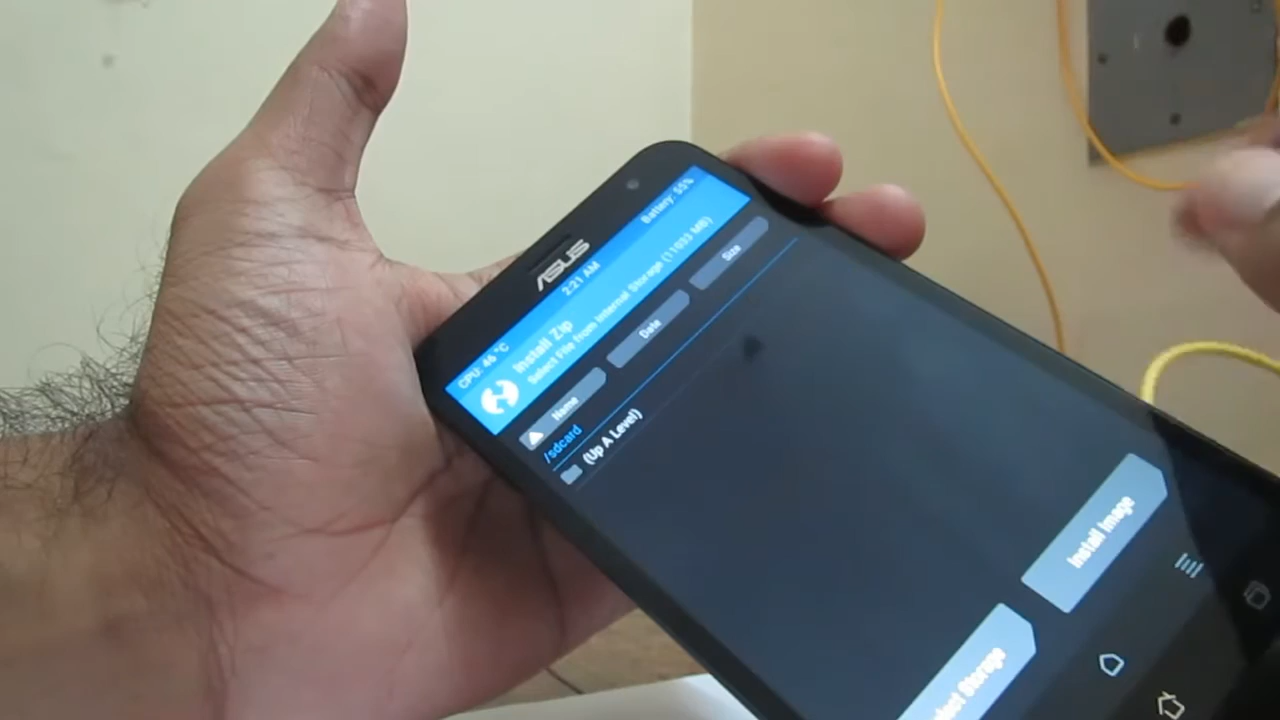 ASUS
CPU: 46 °C
2:21 AM
Battery: 55%
Install Zip
Select File from Internal Storage (11033 MB)
Name
Date
Size
/sdcard
(Up A Level)
Install Image
Storage